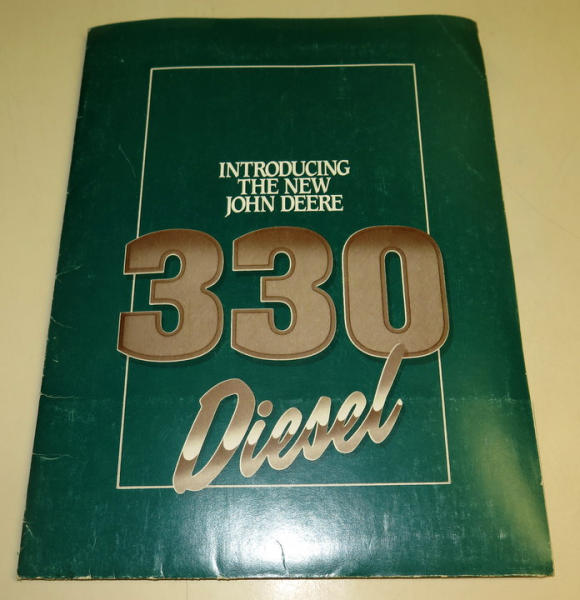 INTRODUCING
THE NEW
JOHN DEERE
330
Diesel